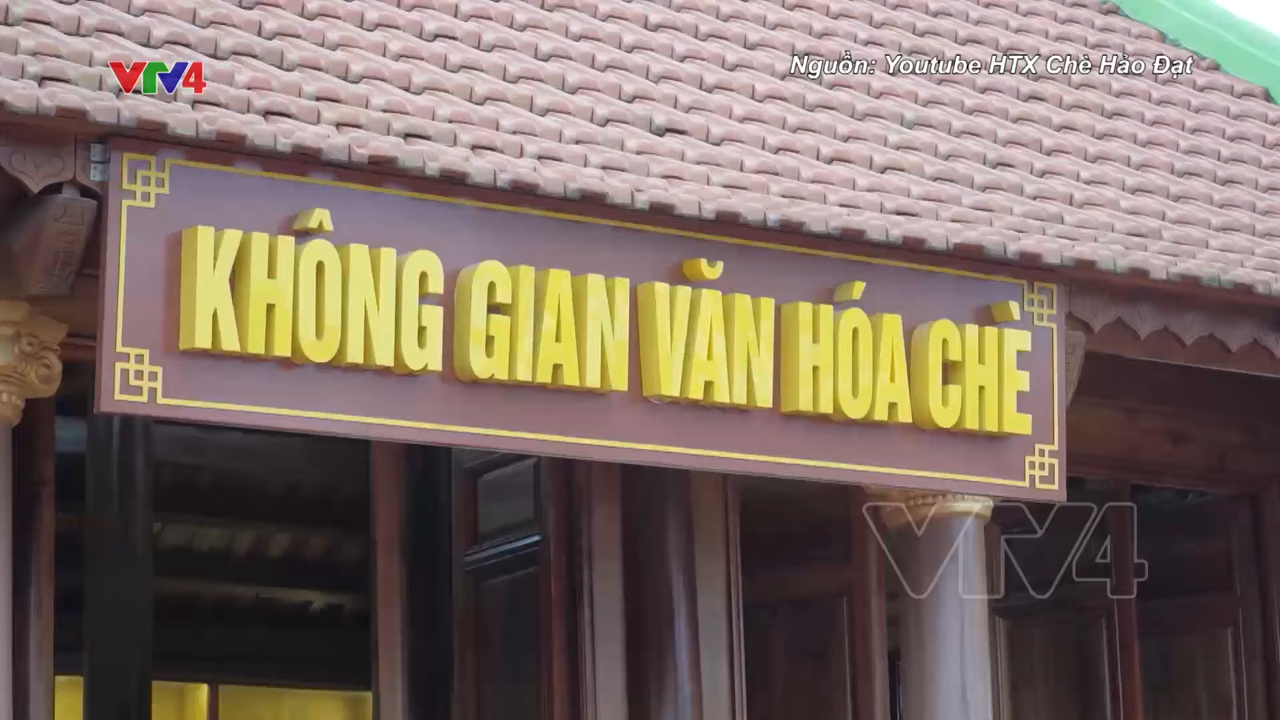 VTV4
Nguồn: Youtube HTX Chè Hảo Đạt
KHÔNG GIAN VĂN HÓA CHÈ
VTV4